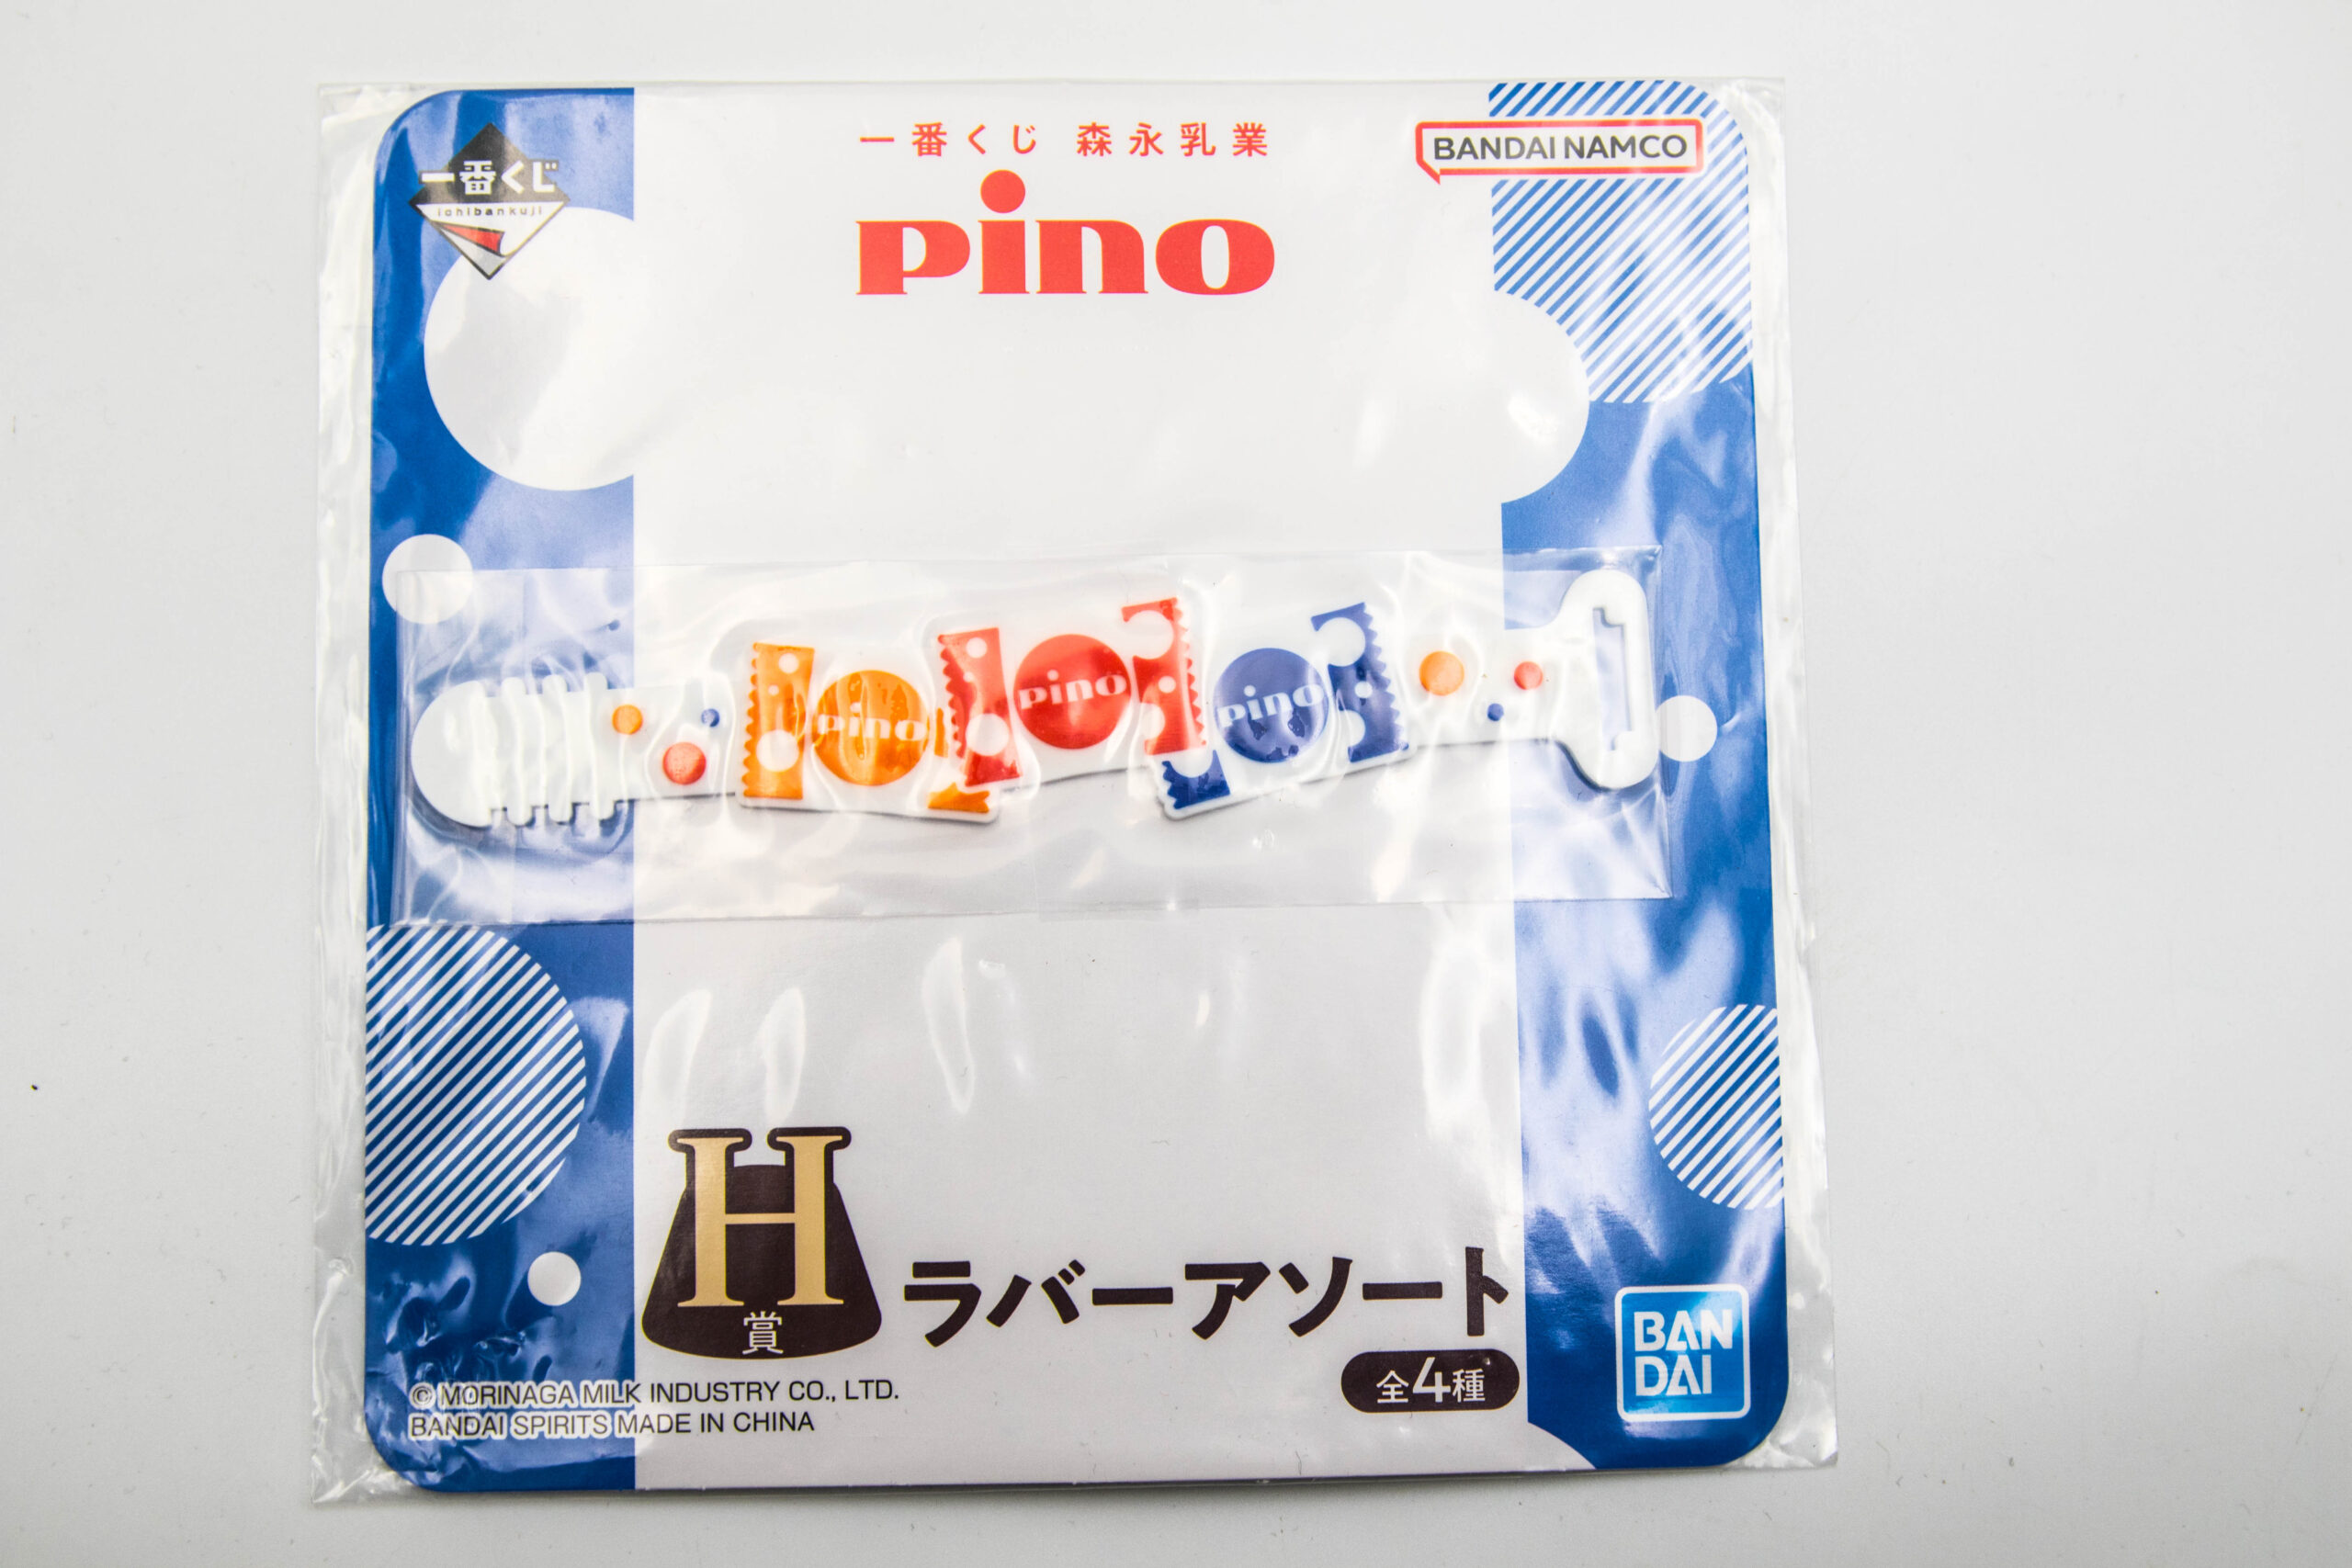 一番くじ 森永乳業
BANDAI NAMCO
一番くじ
ichibankuji
pino
pino
pino
pino
H
賞
ラバーアソート
全4種
BAN
DAI
© MORINAGA MILK INDUSTRY CO., LTD.
BANDAI SPIRITS MADE IN CHINA